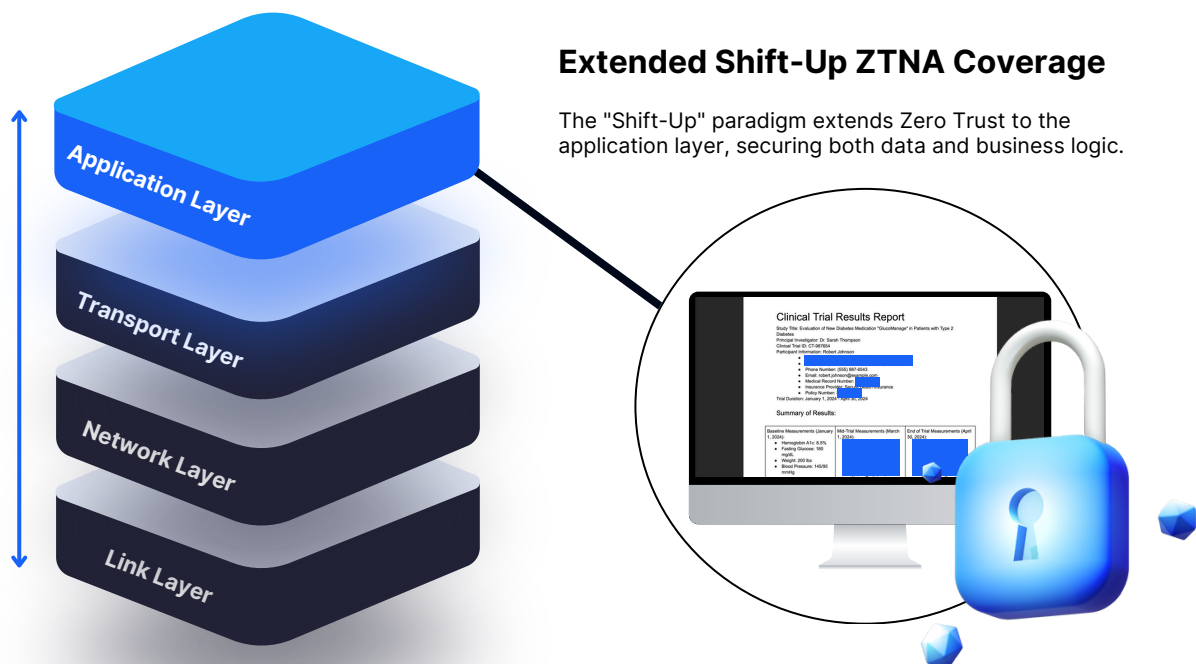 Extended Shift-Up ZTNA Coverage
The "Shift-Up" paradigm extends Zero Trust to the
application layer, securing both data and business logic.
Application Layer
Transport Layer
Network Layer
Link Layer
Clinical Trial Results Report
Study Title: Evaluation of New Diabetes Medication "GlucoManage" in Patients with Type 2
Diabetes
Principal Investigator: Dr. Sarah Thompson
Clinical Trial ID: CT-987654
Participant Information: Robert Johnson
Phone Number: (555) 987-6543
Email: robert.johnson@example.com
Medical Record Number:
Insurance Provider:
Policy Number:
Trial Duration: January 1, 2024 - April 30, 2024
Summary of Results:
Baseline Measurements (January
1, 2024):
Hemoglobin A1c: 8.5%
Fasting Glucose: 180
mg/dL
Weight: 200 lbs
Blood Pressure: 145/95
mmHg
Mid-Trial Measurements (March
1, 2024):
End of Trial Measurements (April
30, 2024):